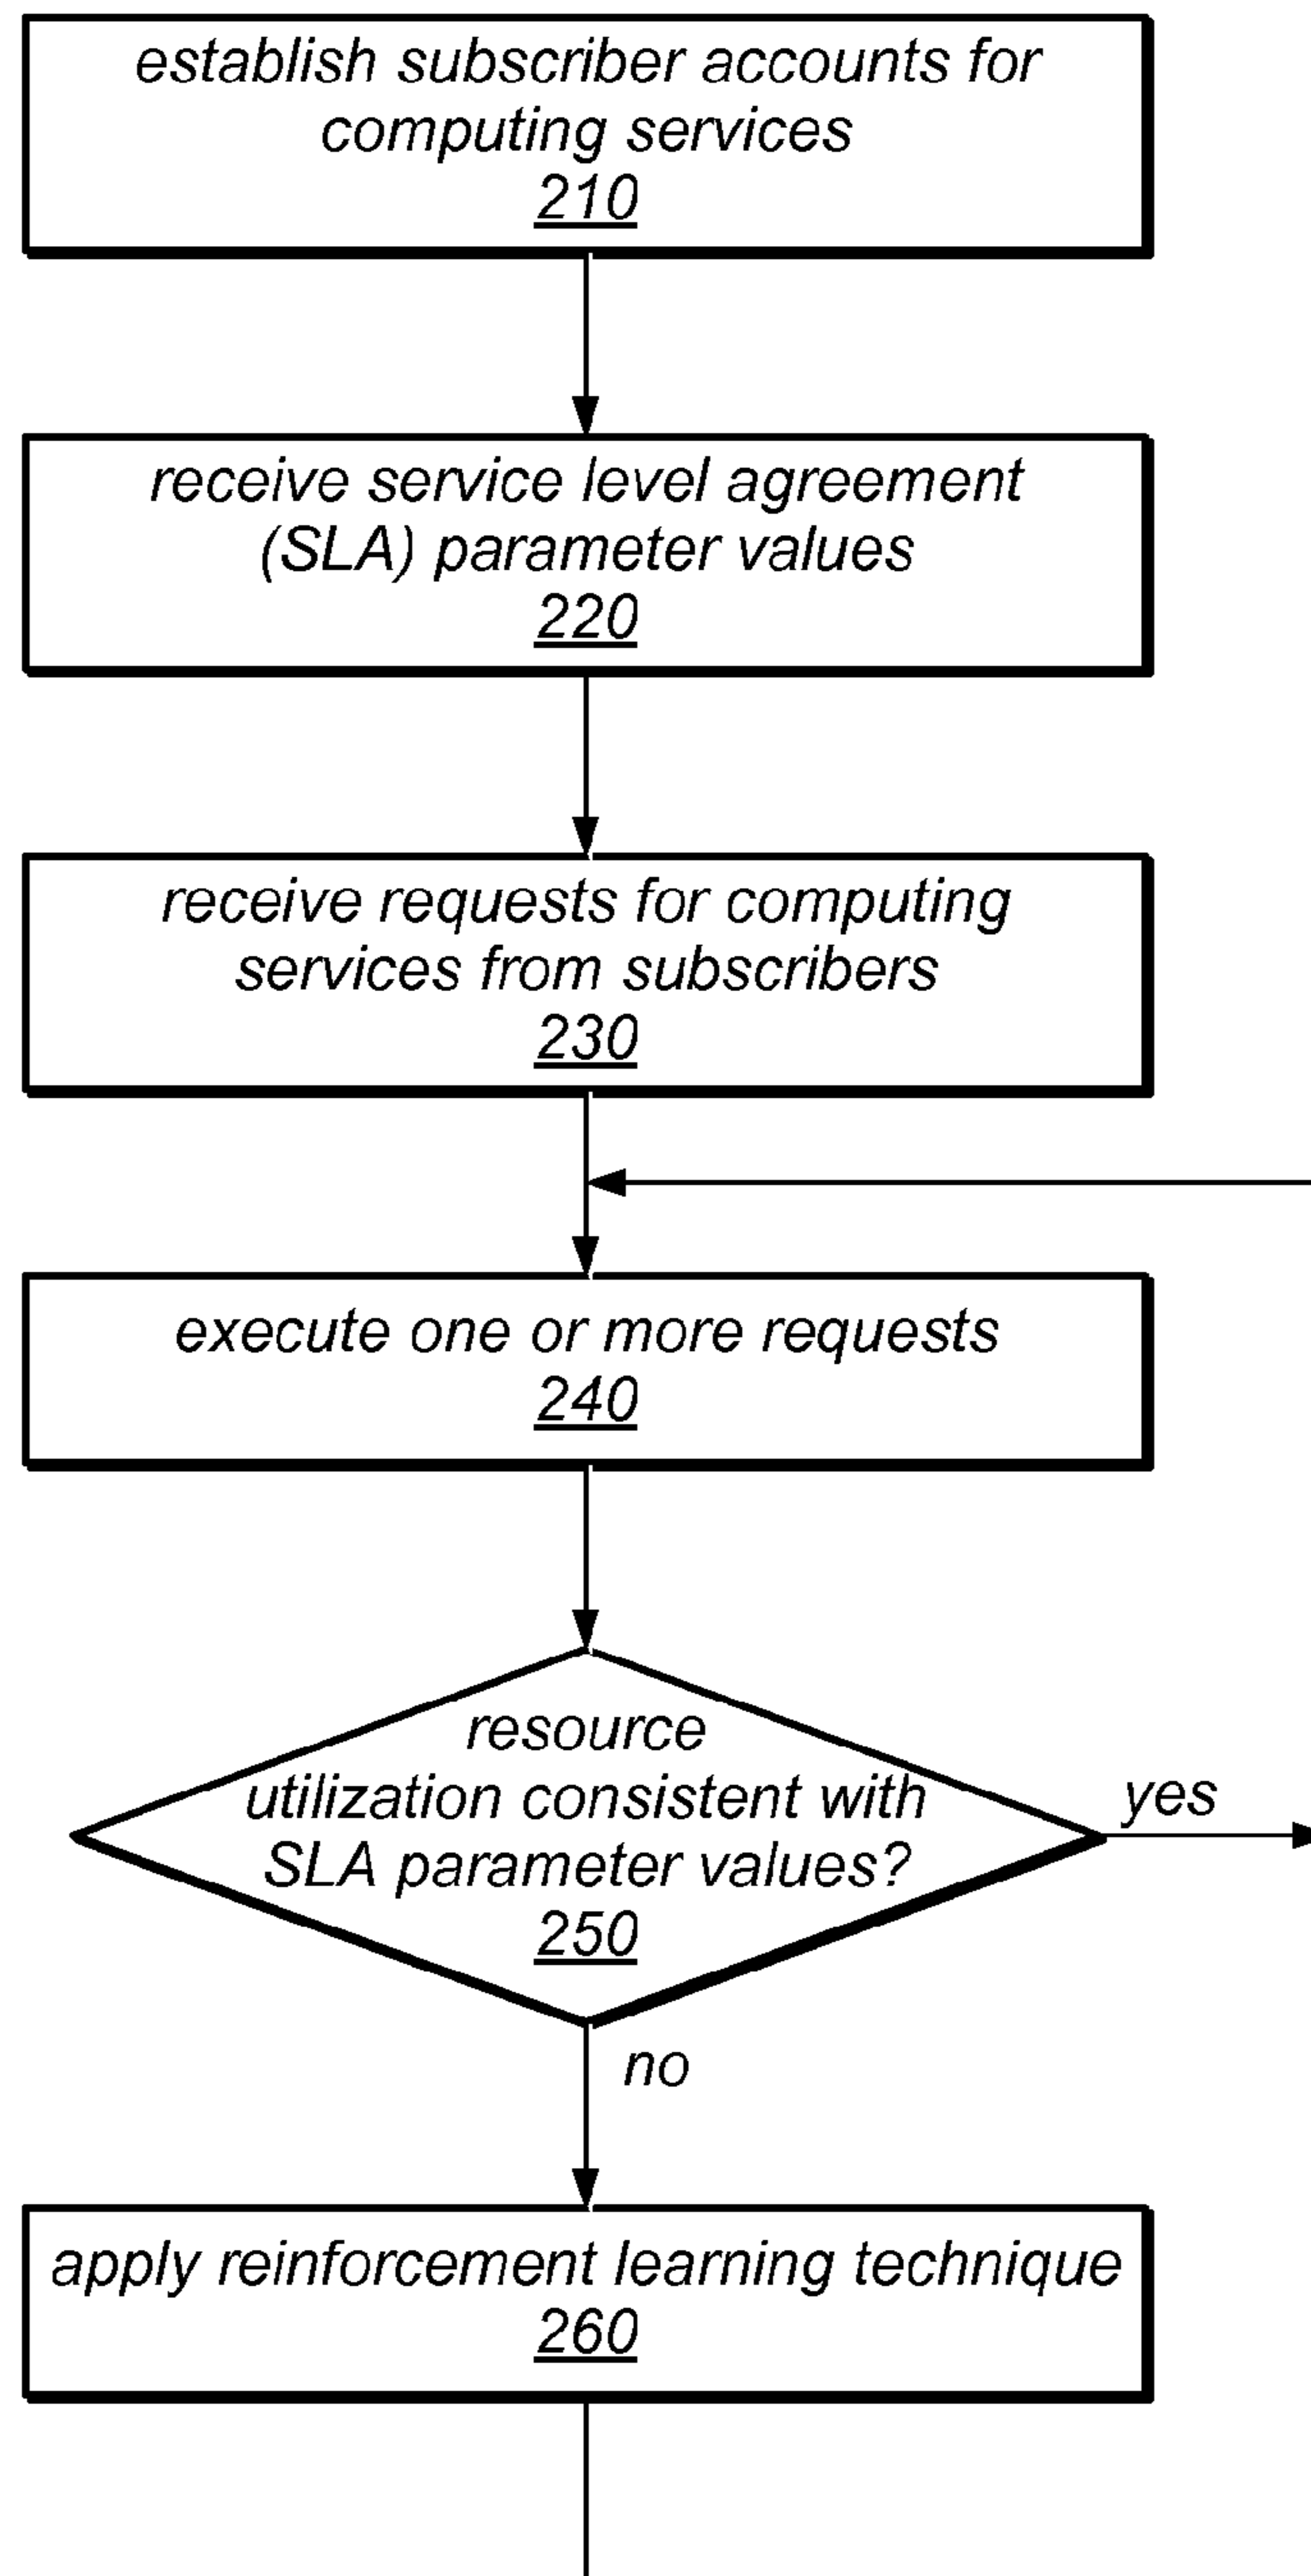 establish subscriber accounts for
computing services
210
receive service level agreement
(SLA) parameter values
220
receive requests for computing
services from subscribers
230
execute one or more requests
240
resource
utilization consistent with
SLA parameter values?
250
yes
no
apply reinforcement learning technique
260